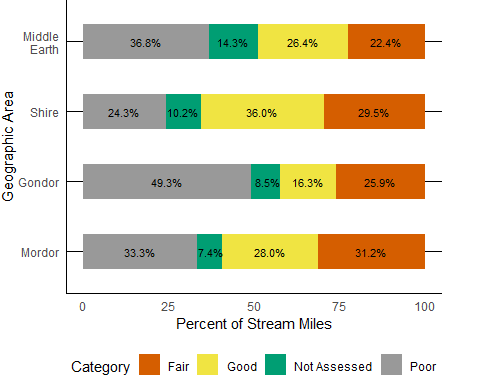 Geographic Area
Middle
Earth
36.8% 14.3% 26.4% 22.4%
Shire
24.3% 10.2% 36.0% 29.5%
Gondor
49.3% 8.5% 16.3% 25.9%
Mordor
33.3% 7.4% 28.0% 31.2%
0 25 50 75 100
Percent of Stream Miles
Category Fair Good Not Assessed Poor